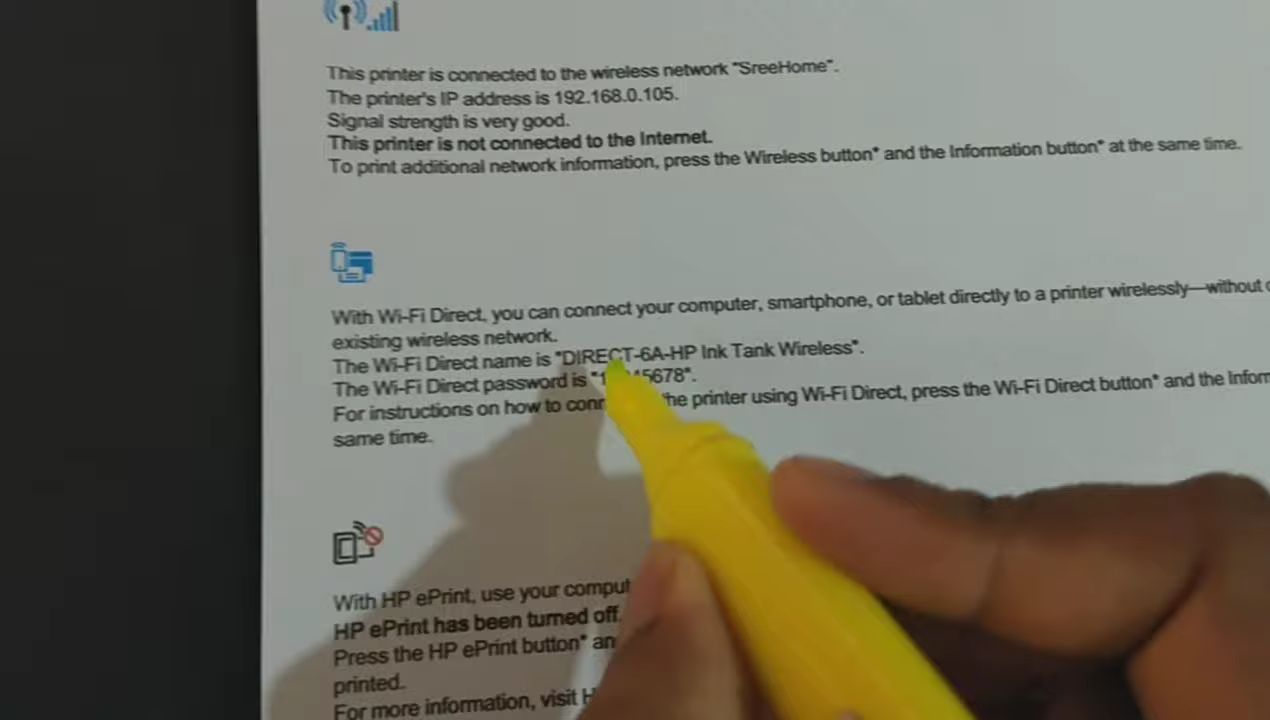 This printer is connected to the wireless network "SreeHome".
The printer's IP address is 192.168.0.105.
Signal strength is very good.
This printer is not connected to the Internet.
To print additional network information, press the Wireless button* and the Information button* at the same time.
With Wi-Fi Direct, you can connect your computer, smartphone, or tablet directly to a printer wirelessly—without
existing wireless network.
The Wi-Fi Direct name is "DIRECT-6A-HP Ink Tank Wireless".
The Wi-Fi Direct password is
For instructions on how to the printer using Wi-Fi Direct, press the Wi-Fi Direct button* and the
same time.
With HP ePrint, use your
HP ePrint has been turned off.
Press the HP ePrint button*
printed.
For more information, visit